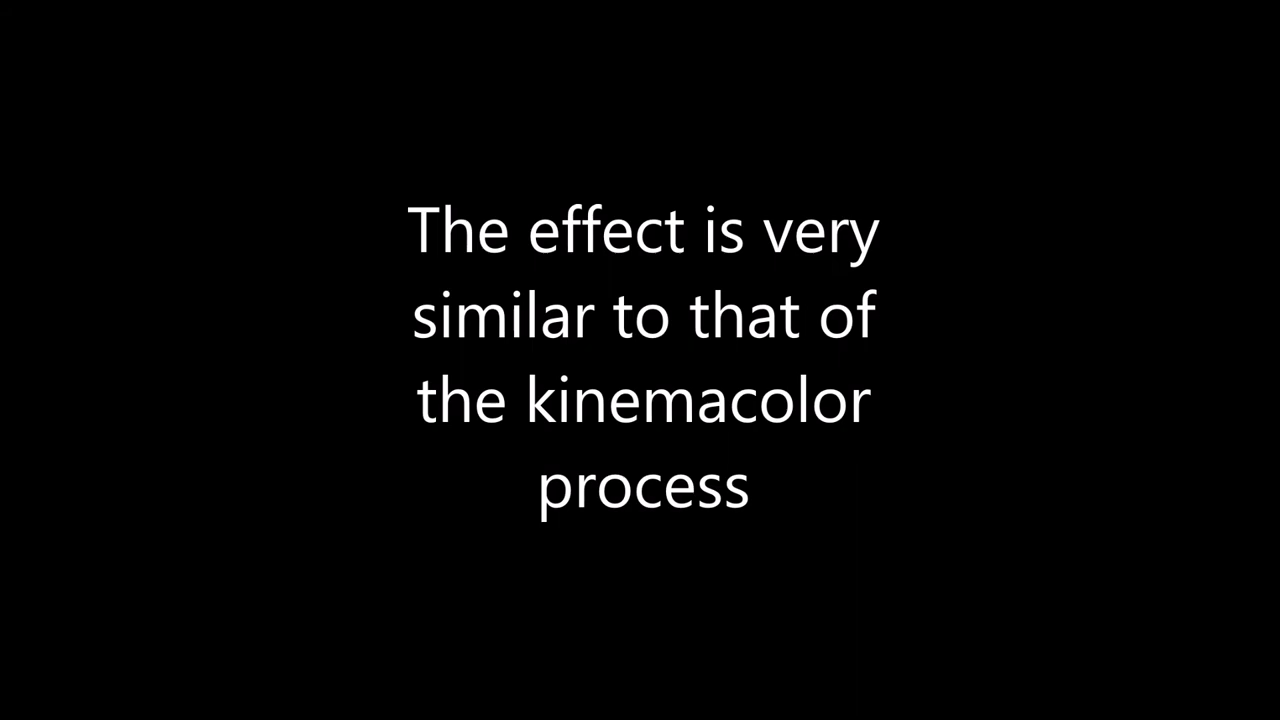 The effect is very
similar to that of
the kinemacolor
process